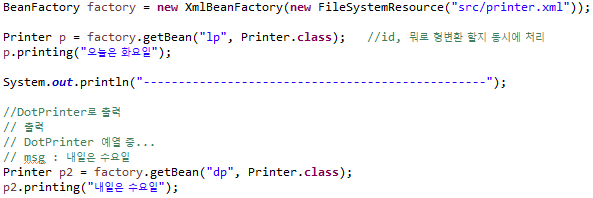 BeanFactory factory = new XmlBeanFactory(new FileSystemResource("src/printer.xml"));
Printer p = factory.getBean("lp", Printer.class);   //id, 뭐로 형변환 할지 동시에 처리
p.printing("오늘은 화요일");
System.out.println("-------------------------------------------------");
//DotPrinter로 출력
// 출력
// DotPrinter 예열 중...
// msg : 내일은 수요일
Printer p2 = factory.getBean("dp", Printer.class);
p2.printing("내일은 수요일");